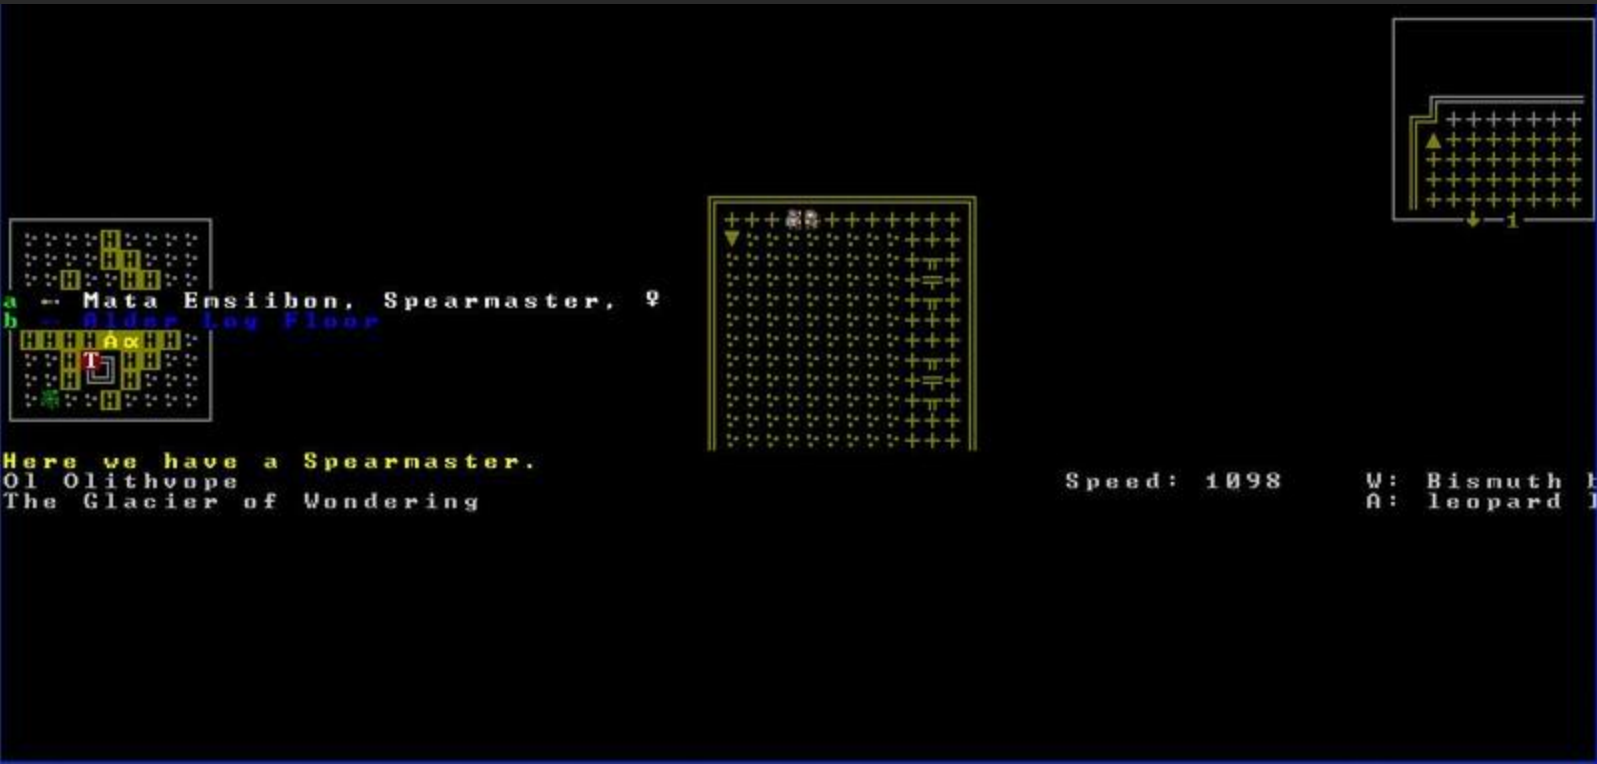 a -- Mata Emsiibon, Spearmaster, ♀
b -- Alder Log Floor
Here we have a Spearmaster.
Ol Olithvope
The Glacier of Wondering
Speed: 1098
W: Bismuth b
A: leopard l